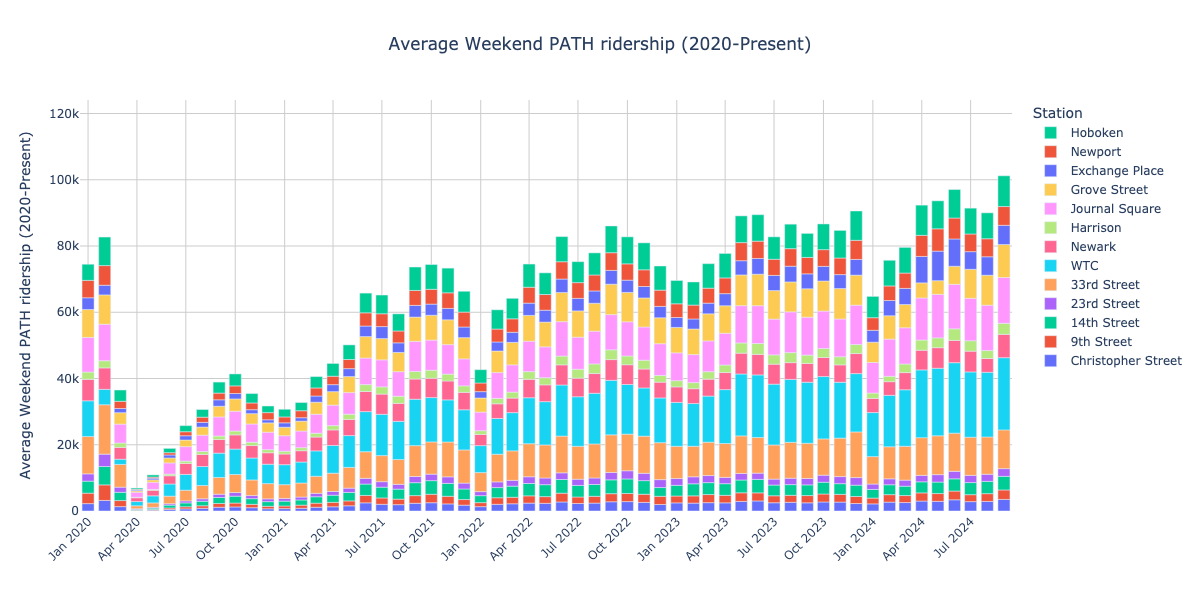 Average Weekend PATH ridership (2020-Present)
Average Weekend PATH ridership (2020-Present)
120k
100k
80k
60k
40k
20k
0
Jan 2020
Apr 2020
Jul 2020
Oct 2020
Jan 2021
Apr 2021
Jul 2021
Oct 2021
Jan 2022
Apr 2022
Jul 2022
Oct 2022
Jan 2023
Apr 2023
Jul 2023
Oct 2023
Jan 2024
Apr 2024
Jul 2024
Station
Hoboken
Newport
Exchange Place
Grove Street
Journal Square
Harrison
Newark
WTC
33rd Street
23rd Street
14th Street
9th Street
Christopher Street